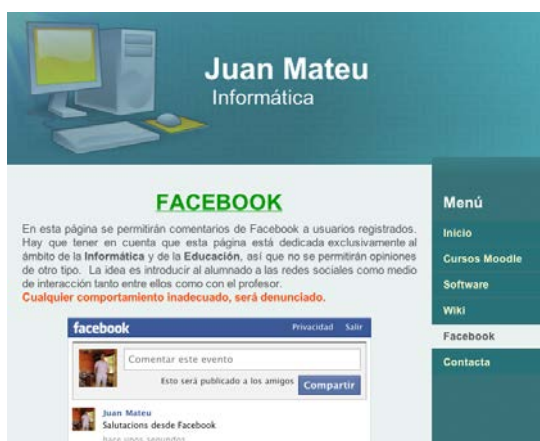 Juan Mateu
Informática
FACEBOOK
En esta página se permitirán comentarios de Facebook a usuarios registrados.
Hay que tener en cuenta que esta página está dedicada exclusivamente al
ámbito de la Informática y de la Educación, así que no se permitirán opiniones
de otro tipo. La idea es introducir al alumnado a las redes sociales como medio
de interacción tanto entre ellos como con el profesor.
Cualquier comportamiento inadecuado, será denunciado.
facebook Privacidad Salir
Comentar este evento
Esto será publicado a los amigos Compartir
Juan Mateu
Salutacions desde Facebook
hace unos segundos
Menú
Inicio
Cursos Moodle
Software
Wiki
Facebook
Contacta